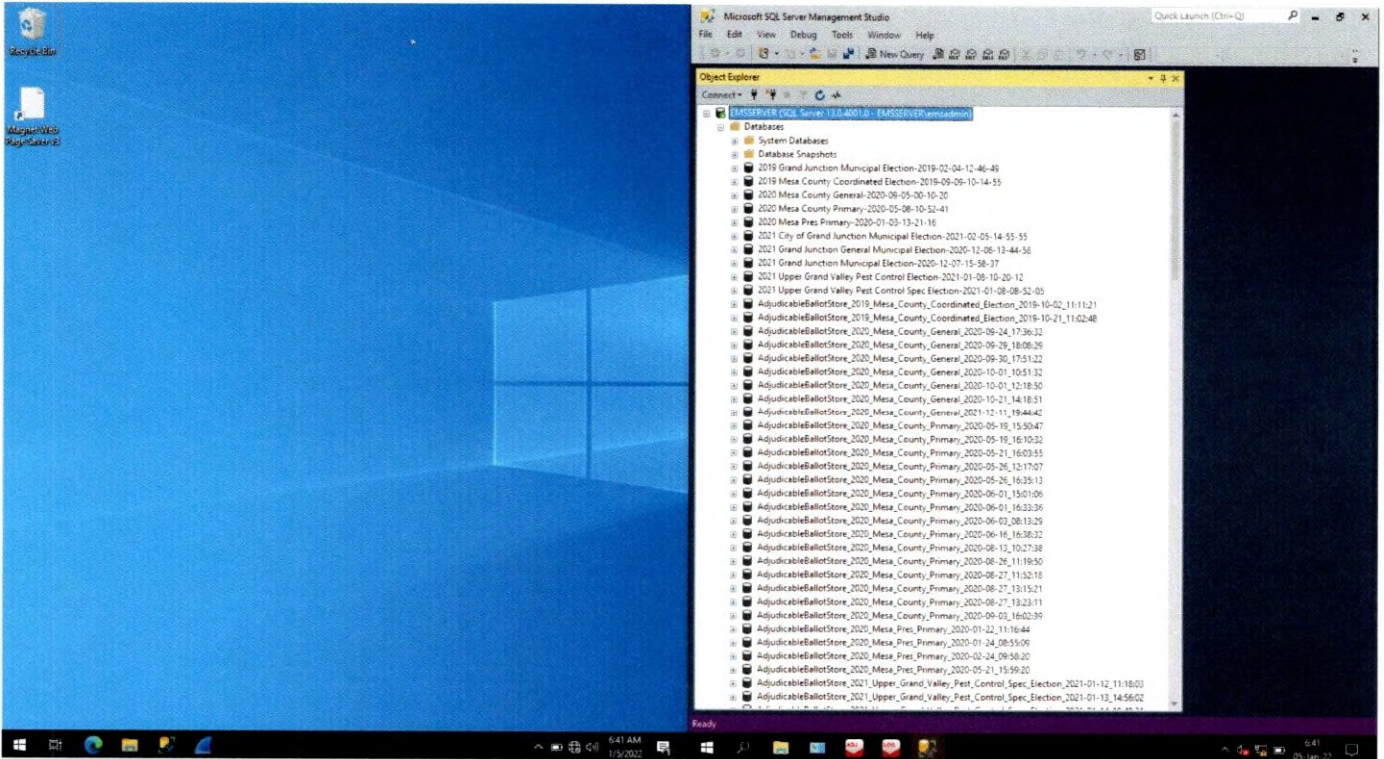 Recycle Bin
Magnet Web
Page Saver v3
Microsoft SQL Server Management Studio
Quick Launch (Ctrl+Q)
File Edit View Debug Tools Window Help
New Query
Object Explorer
Connect
EMSSERVER (SQL Server 13.0.4001.0 - EMSSERVER\emsadmin)
Databases
System Databases
Database Snapshots
2019 Grand Junction Municipal Election-2019-02-04-12-46-49
2019 Mesa County Coordinated Election-2019-09-09-10-14-55
2020 Mesa County General-2020-09-05-00-10-20
2020 Mesa County Primary-2020-05-08-10-52-41
2020 Mesa Pres Primary-2020-01-03-13-21-16
2021 City of Grand Junction Municipal Election-2021-02-05-14-55-55
2021 Grand Junction General Municipal Election-2020-12-08-13-44-58
2021 Grand Junction Municipal Election-2020-12-07-15-58-37
2021 Upper Grand Valley Pest Control Election-2021-01-08-10-20-12
2021 Upper Grand Valley Pest Control Spec Election-2021-01-08-08-52-05
AdjudicableBallotStore_2019_Mesa_County_Coordinated_Election_2019-10-02_11:11:21
AdjudicableBallotStore_2019_Mesa_County_Coordinated_Election_2019-10-21_11:02:48
AdjudicableBallotStore_2020_Mesa_County_General_2020-09-24_17:36:32
AdjudicableBallotStore_2020_Mesa_County_General_2020-09-29_18:08:29
AdjudicableBallotStore_2020_Mesa_County_General_2020-09-30_17:51:22
AdjudicableBallotStore_2020_Mesa_County_General_2020-10-01_10:51:32
AdjudicableBallotStore_2020_Mesa_County_General_2020-10-01_12:18:50
AdjudicableBallotStore_2020_Mesa_County_General_2020-10-21_14:18:51
AdjudicableBallotStore_2020_Mesa_County_General_2021-12-11_19:44:42
AdjudicableBallotStore_2020_Mesa_County_Primary_2020-05-19_15:50:47
AdjudicableBallotStore_2020_Mesa_County_Primary_2020-05-19_16:10:32
AdjudicableBallotStore_2020_Mesa_County_Primary_2020-05-21_16:03:55
AdjudicableBallotStore_2020_Mesa_County_Primary_2020-05-26_12:17:07
AdjudicableBallotStore_2020_Mesa_County_Primary_2020-05-26_16:35:13
AdjudicableBallotStore_2020_Mesa_County_Primary_2020-06-01_15:01:06
AdjudicableBallotStore_2020_Mesa_County_Primary_2020-06-01_16:33:36
AdjudicableBallotStore_2020_Mesa_County_Primary_2020-06-03_08:13:29
AdjudicableBallotStore_2020_Mesa_County_Primary_2020-06-16_16:38:32
AdjudicableBallotStore_2020_Mesa_County_Primary_2020-08-13_10:27:38
AdjudicableBallotStore_2020_Mesa_County_Primary_2020-08-26_11:19:50
AdjudicableBallotStore_2020_Mesa_County_Primary_2020-08-27_11:52:18
AdjudicableBallotStore_2020_Mesa_County_Primary_2020-08-27_13:15:21
AdjudicableBallotStore_2020_Mesa_County_Primary_2020-08-27_13:23:11
AdjudicableBallotStore_2020_Mesa_County_Primary_2020-09-03_16:02:39
AdjudicableBallotStore_2020_Mesa_Pres_Primary_2020-01-22_11:16:44
AdjudicableBallotStore_2020_Mesa_Pres_Primary_2020-01-24_08:55:09
AdjudicableBallotStore_2020_Mesa_Pres_Primary_2020-02-24_09:58:20
AdjudicableBallotStore_2020_Mesa_Pres_Primary_2020-05-21_15:59:20
AdjudicableBallotStore_2021_Upper_Grand_Valley_Pest_Control_Spec_Election_2021-01-12_11:18:03
AdjudicableBallotStore_2021_Upper_Grand_Valley_Pest_Control_Spec_Election_2021-01-13_14:56:02
Ready
6:41 AM
1/5/2022
ADJ
LOG
6:41
05-Jan-22